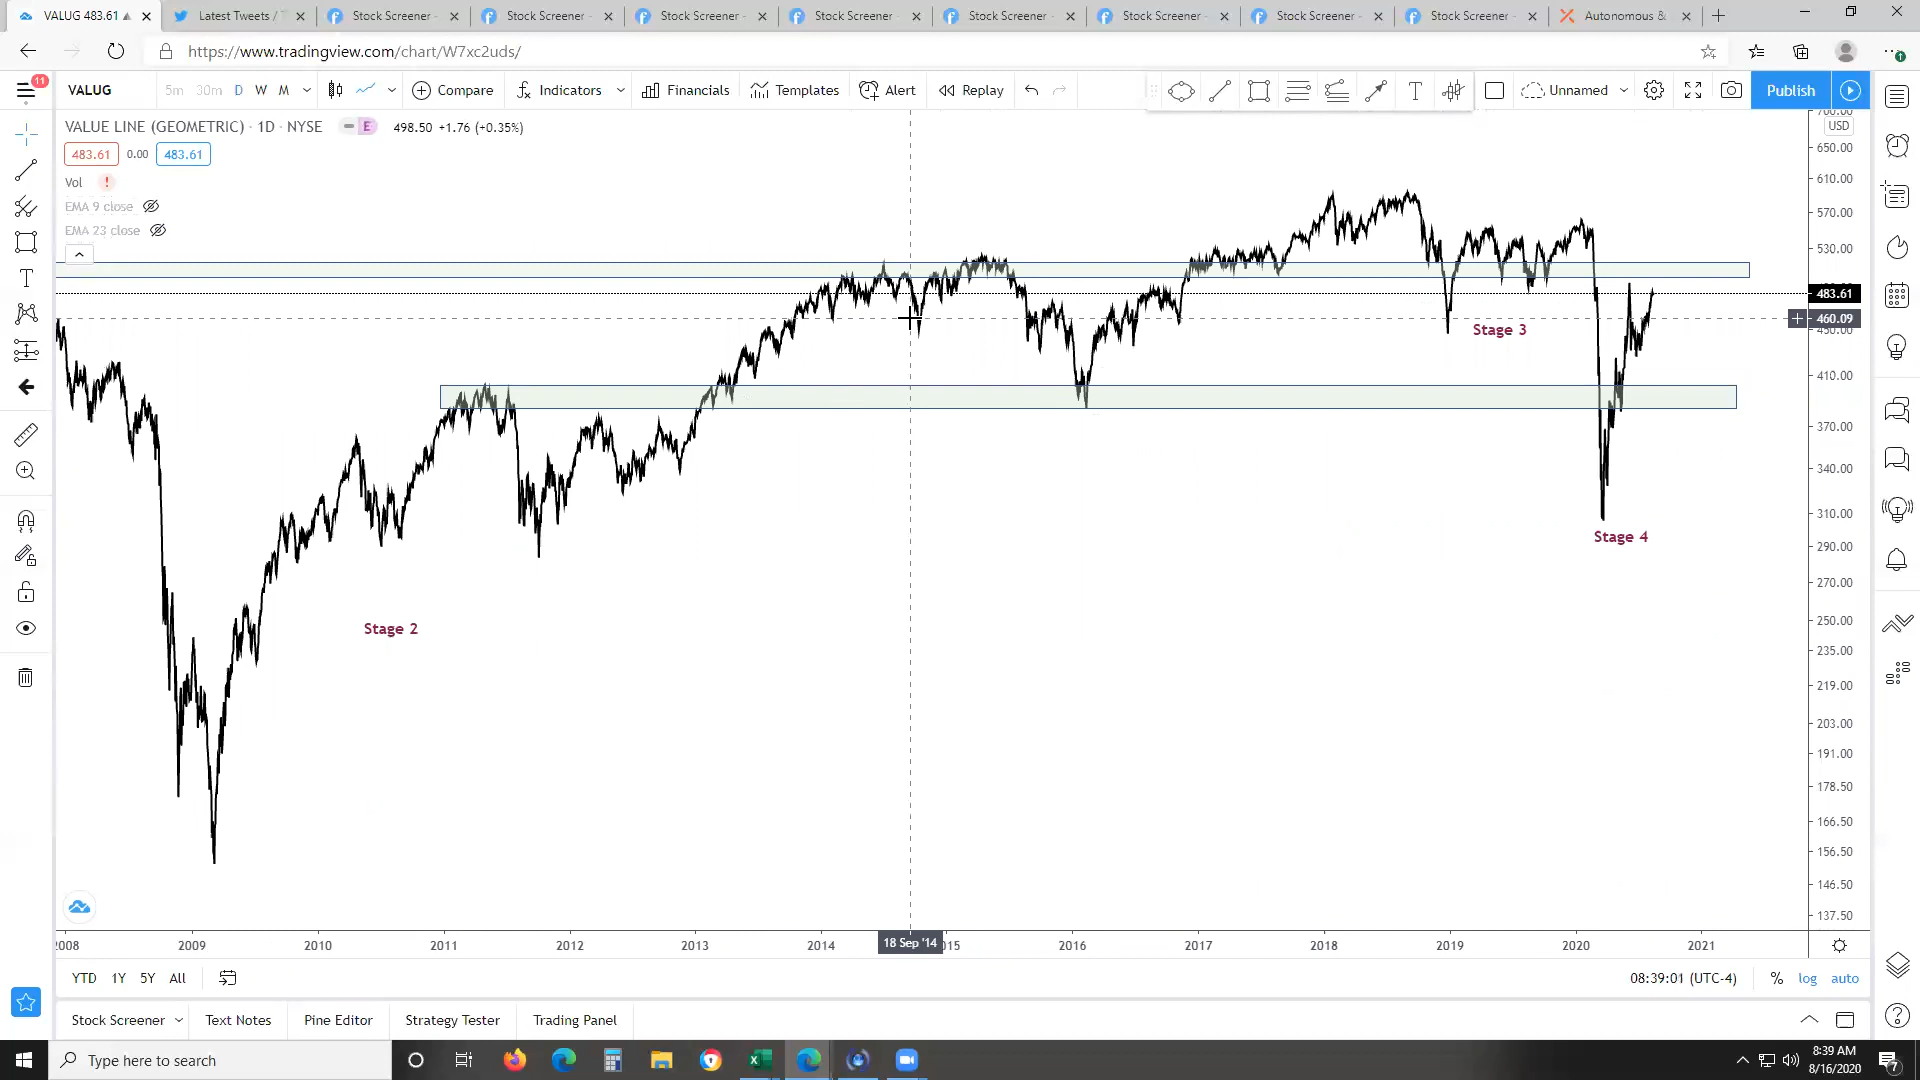 VALUG 483.61
Latest Tweets / T
Stock Screener -
Stock Screener -
Stock Screener -
Stock Screener -
Stock Screener -
Stock Screener -
Stock Screener -
Stock Screener -
Autonomous &
https://www.tradingview.com/chart/W7xc2uds/
11
VALUG 5m 30m D W M Compare Indicators Financials Templates Alert Replay T Unnamed Publish
VALUE LINE (GEOMETRIC) · 1D · NYSE E 498.50 +1.76 (+0.35%)
483.61 0.00 483.61
Vol !
EMA 9 close
EMA 23 close
USD
700.00
650.00
610.00
570.00
530.00
483.61
460.09
450.00
410.00
370.00
340.00
310.00
290.00
270.00
250.00
235.00
219.00
203.00
191.00
178.50
166.50
156.50
146.50
137.50
Stage 3
Stage 4
Stage 2
2008 2009 2010 2011 2012 2013 2014 18 Sep '14 2015 2016 2017 2018 2019 2020 2021
YTD 1Y 5Y All 08:39:01 (UTC-4) % log auto
Stock Screener Text Notes Pine Editor Strategy Tester Trading Panel
Type here to search
8:39 AM
8/16/2020
7